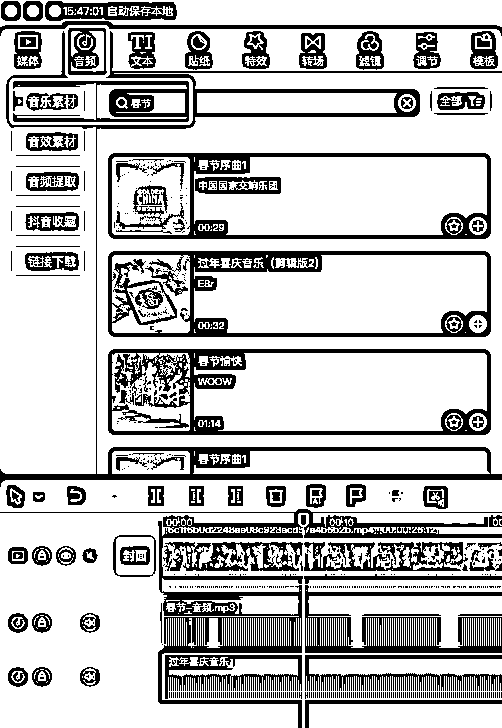 15:47:01 自动保存本地
媒体 音频 文本 贴纸 特效 转场 滤镜 调节 模板
音乐素材
春节
全部
音效素材
音频提取
抖音收藏
链接下载
春节序曲1
中国国家交响乐团
00:29
过年喜庆音乐（剪辑版2）
E8r
00:32
春节愉快
WOOW
01:14
春节序曲1
00:00
00:10
封面
春节-音频.mp3
过年喜庆音乐